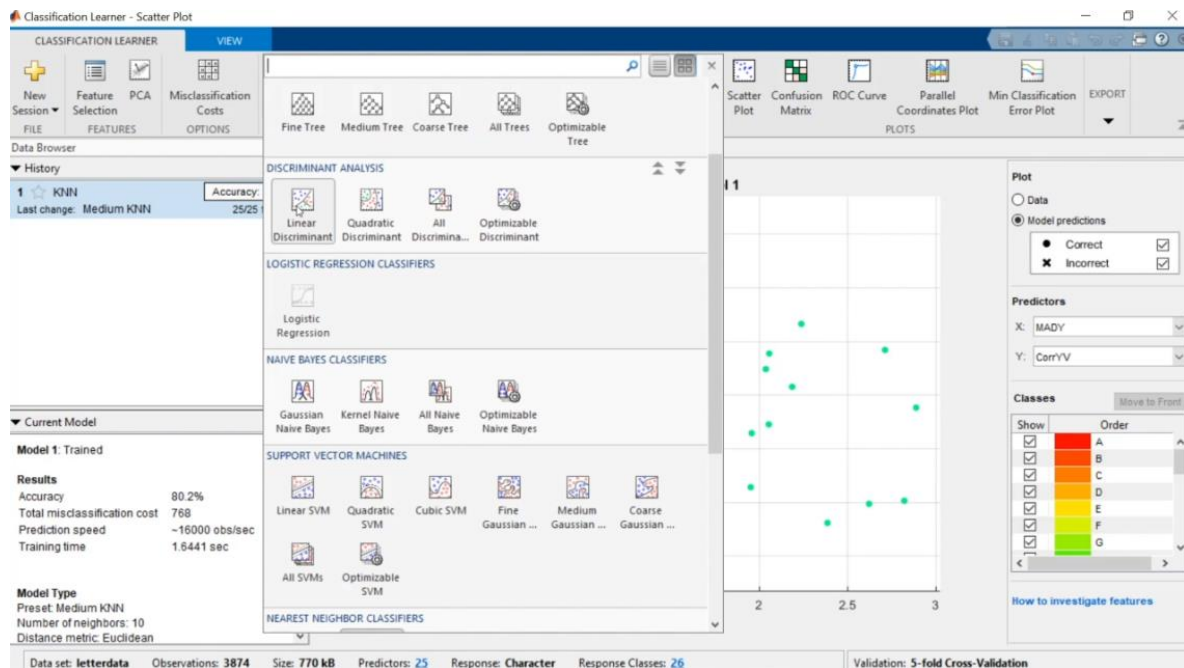 Classification Learner - Scatter Plot
CLASSIFICATION LEARNER VIEW
New Session
Feature Selection
PCA
Misclassification Costs
Scatter Plot
Confusion Matrix
ROC Curve
Parallel Coordinates Plot
Min Classification Error Plot
EXPORT
FILE FEATURES OPTIONS PLOTS
Data Browser
History
1 KNN Accuracy:
Last change: Medium KNN 25/25
Current Model
Model 1: Trained
Results
Accuracy 80.2%
Total misclassification cost 768
Prediction speed ~16000 obs/sec
Training time 1.6441 sec
Model Type
Preset: Medium KNN
Number of neighbors: 10
Distance metric: Euclidean
Fine Tree
Medium Tree
Coarse Tree
All Trees
Optimizable Tree
DISCRIMINANT ANALYSIS
Linear Discriminant
Quadratic Discriminant
All Discrimina...
Optimizable Discriminant
LOGISTIC REGRESSION CLASSIFIERS
Logistic Regression
NAIVE BAYES CLASSIFIERS
Gaussian Naive Bayes
Kernel Naive Bayes
All Naive Bayes
Optimizable Naive Bayes
SUPPORT VECTOR MACHINES
Linear SVM
Quadratic SVM
Cubic SVM
Fine Gaussian ...
Medium Gaussian ...
Coarse Gaussian ...
All SVMs
Optimizable SVM
NEAREST NEIGHBOR CLASSIFIERS
1
2 2.5 3
Plot
Data
Model predictions
Correct
Incorrect
Predictors
X: MADY
Y: CorrYV
Classes
Move to Front
Show Order
A
B
C
D
E
F
G
How to investigate features
Data set: letterdata Observations: 3874 Size: 770 kB Predictors: 25 Response: Character Response Classes: 26 Validation: 5-fold Cross-Validation